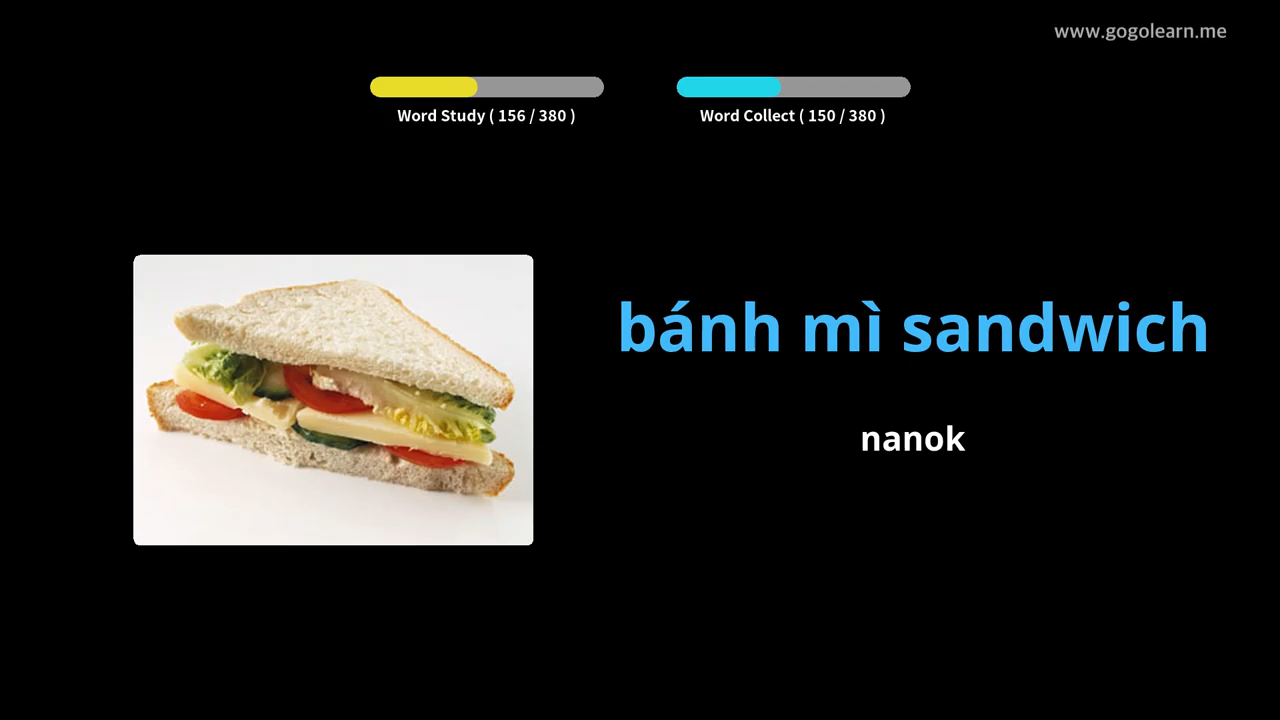 www.gogolearn.me
Word Study ( 156 / 380 )
Word Collect ( 150 / 380 )
bánh mì sandwich
nanok